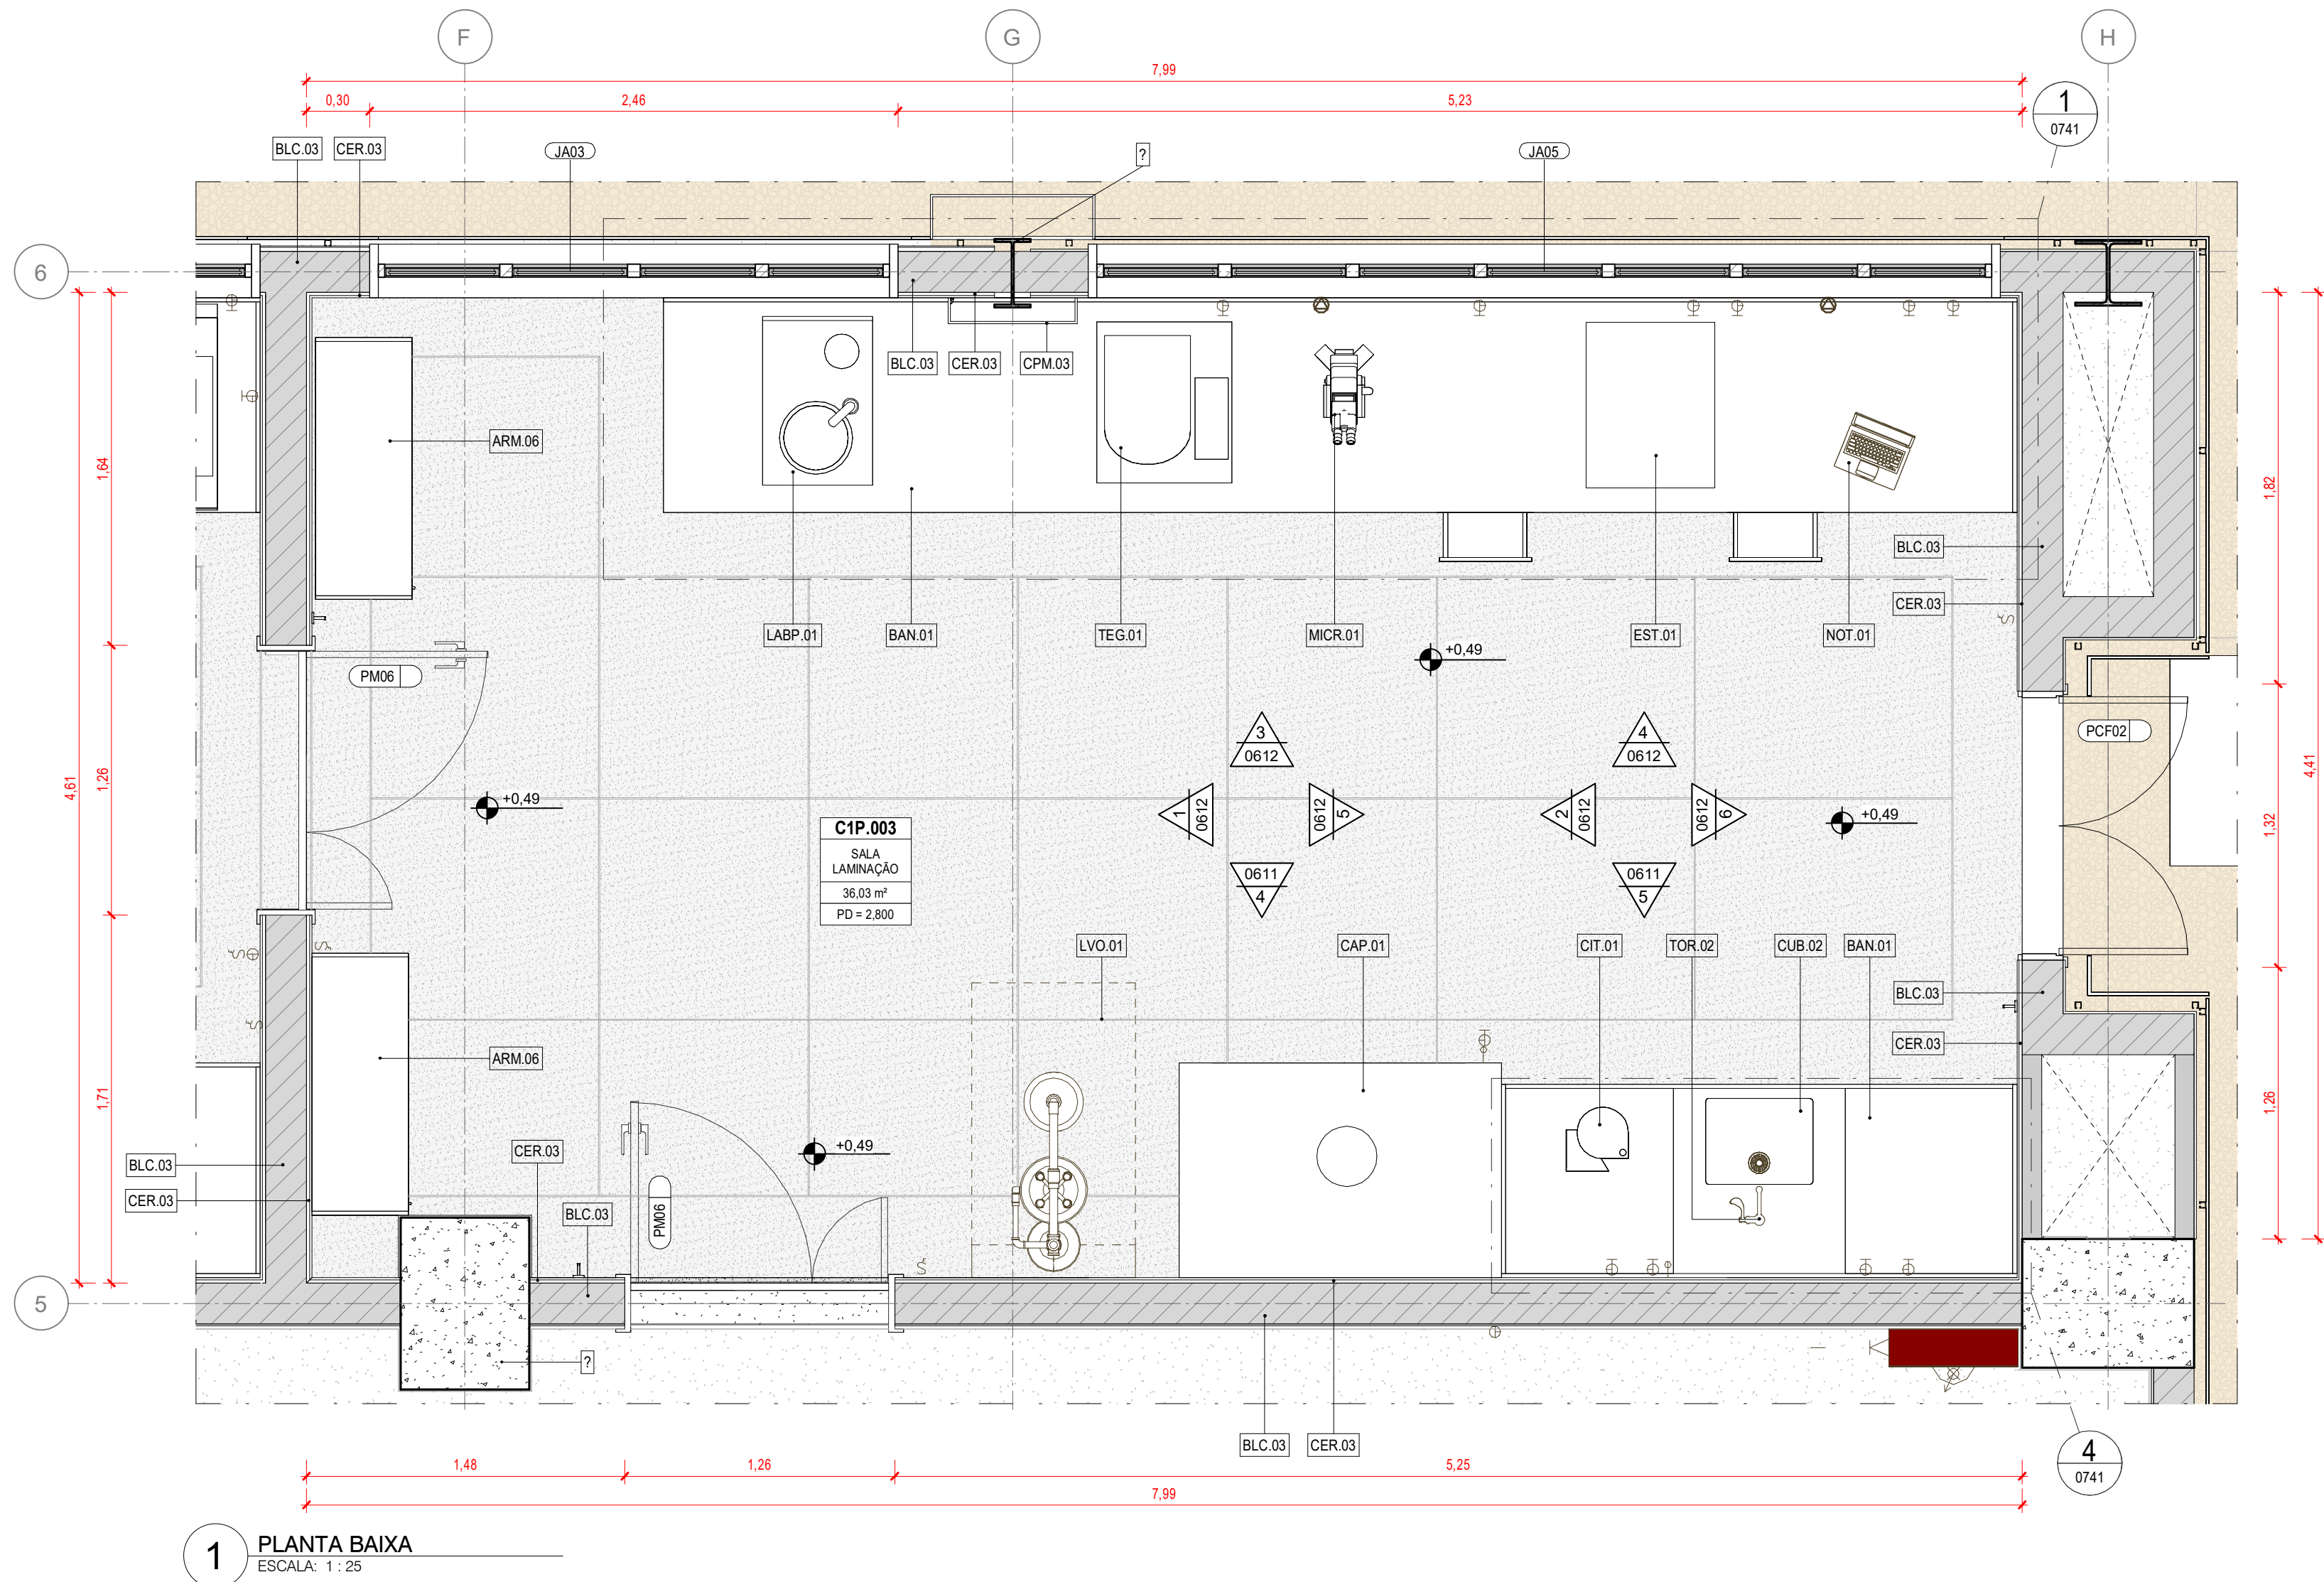 F
G
H
7,99
0,30
2,46
5,23
1
0741
BLC.03
CER.03
JA03
?
JA05
6
BLC.03
CER.03
CPM.03
ARM.06
1,64
1,82
BLC.03
CER.03
LABP.01
BAN.01
TEG.01
MICR.01
EST.01
NOT.01
+0,49
PM06
PCF02
3
0612
4
0612
4,61
1,26
4,41
+0,49
1
0612
0612
5
2
0612
0612
6
+0,49
1,32
C1P.003
SALA
LAMINAÇÃO
36,03 m²
PD = 2,800
0611
4
0611
5
LVO.01
CAP.01
CIT.01
TOR.02
CUB.02
BAN.01
BLC.03
CER.03
ARM.06
1,71
1,26
CER.03
+0,49
BLC.03
CER.03
BLC.03
PM06
5
?
BLC.03
CER.03
4
0741
1,48
1,26
5,25
7,99
1
PLANTA BAIXA
ESCALA: 1 : 25